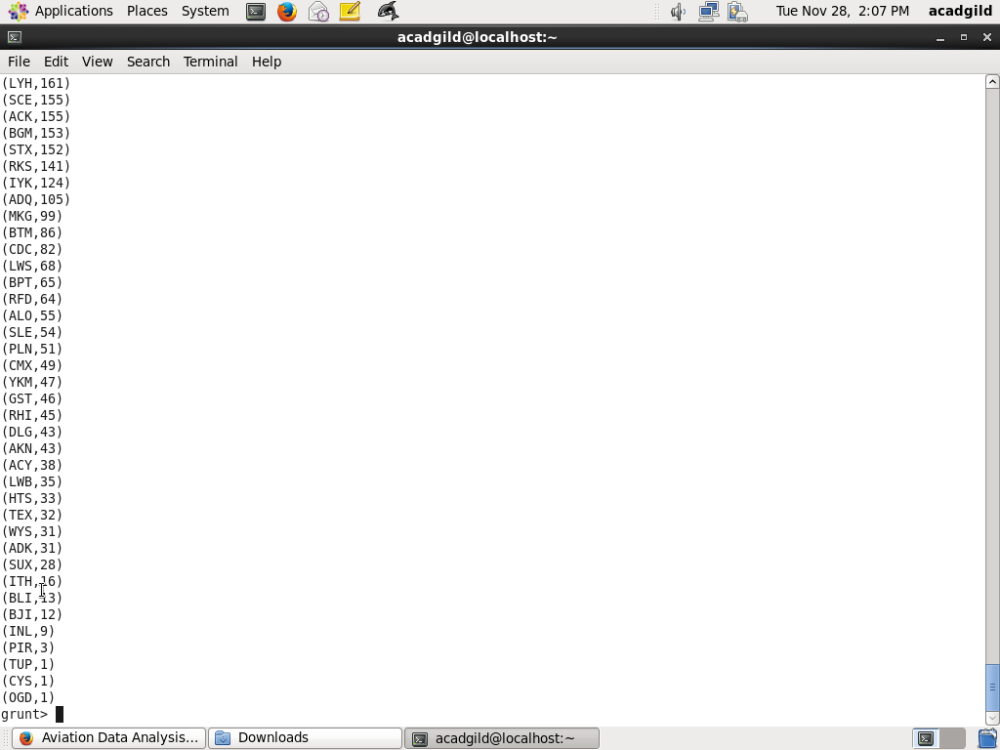 Applications Places System Tue Nov 28, 2:07 PM acadgild
acadgild@localhost:~
File Edit View Search Terminal Help
(LYH,161)
(SCE,155)
(ACK,155)
(BGM,153)
(STX,152)
(RKS,141)
(IYK,124)
(ADQ,105)
(MKG,99)
(BTM,86)
(CDC,82)
(LWS,68)
(BPT,65)
(RFD,64)
(ALO,55)
(SLE,54)
(PLN,51)
(CMX,49)
(YKM,47)
(GST,46)
(RHI,45)
(DLG,43)
(AKN,43)
(ACY,38)
(LWB,35)
(HTS,33)
(TEX,32)
(WYS,31)
(ADK,31)
(SUX,28)
(ITH,16)
(BLI,13)
(BJI,12)
(INL,9)
(PIR,3)
(TUP,1)
(CYS,1)
(OGD,1)
grunt>
Aviation Data Analysis... Downloads acadgild@localhost:~